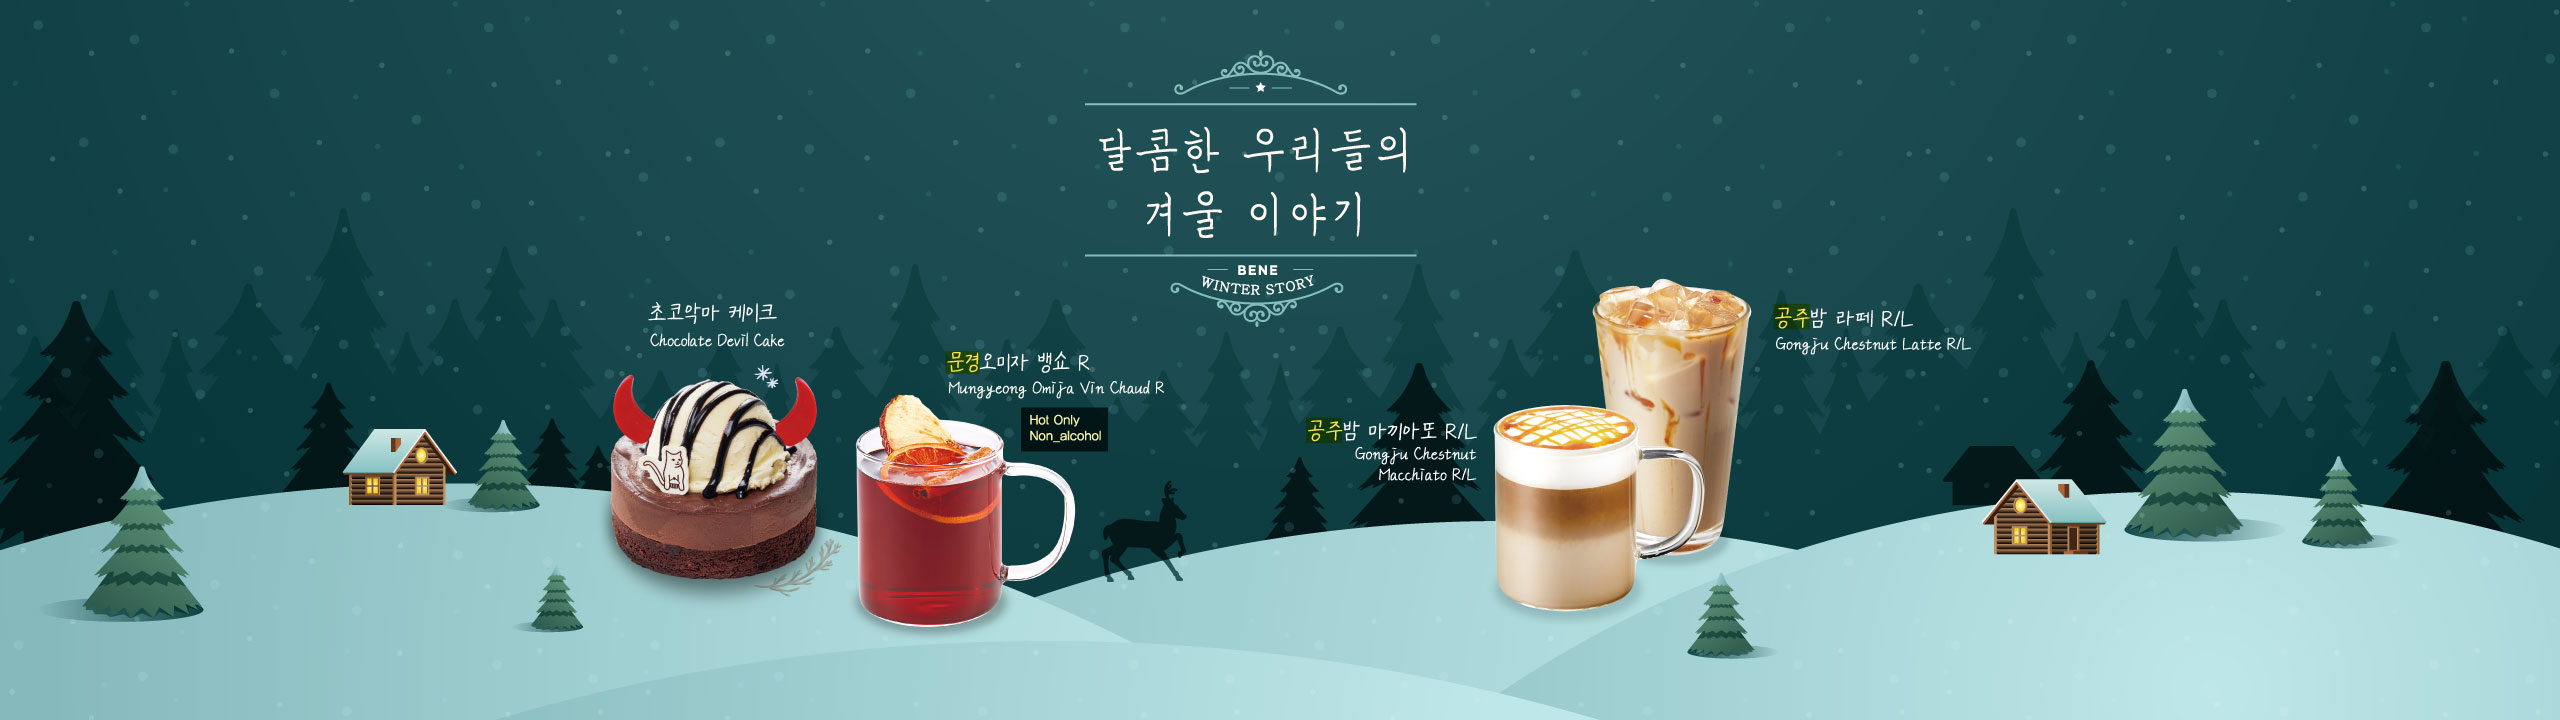 달콤한 우리들의
겨울 이야기
BENE
WINTER STORY
초코악마 케이크
Chocolate Devil Cake
문경오미자 뱅쇼 R
Mungyeong Omija Vin Chaud R
Hot Only
Non_alcohol
공주밤 마끼아또 R/L
Gongju Chestnut
Macchiato R/L
공주밤 라떼 R/L
Gongju Chestnut Latte R/L